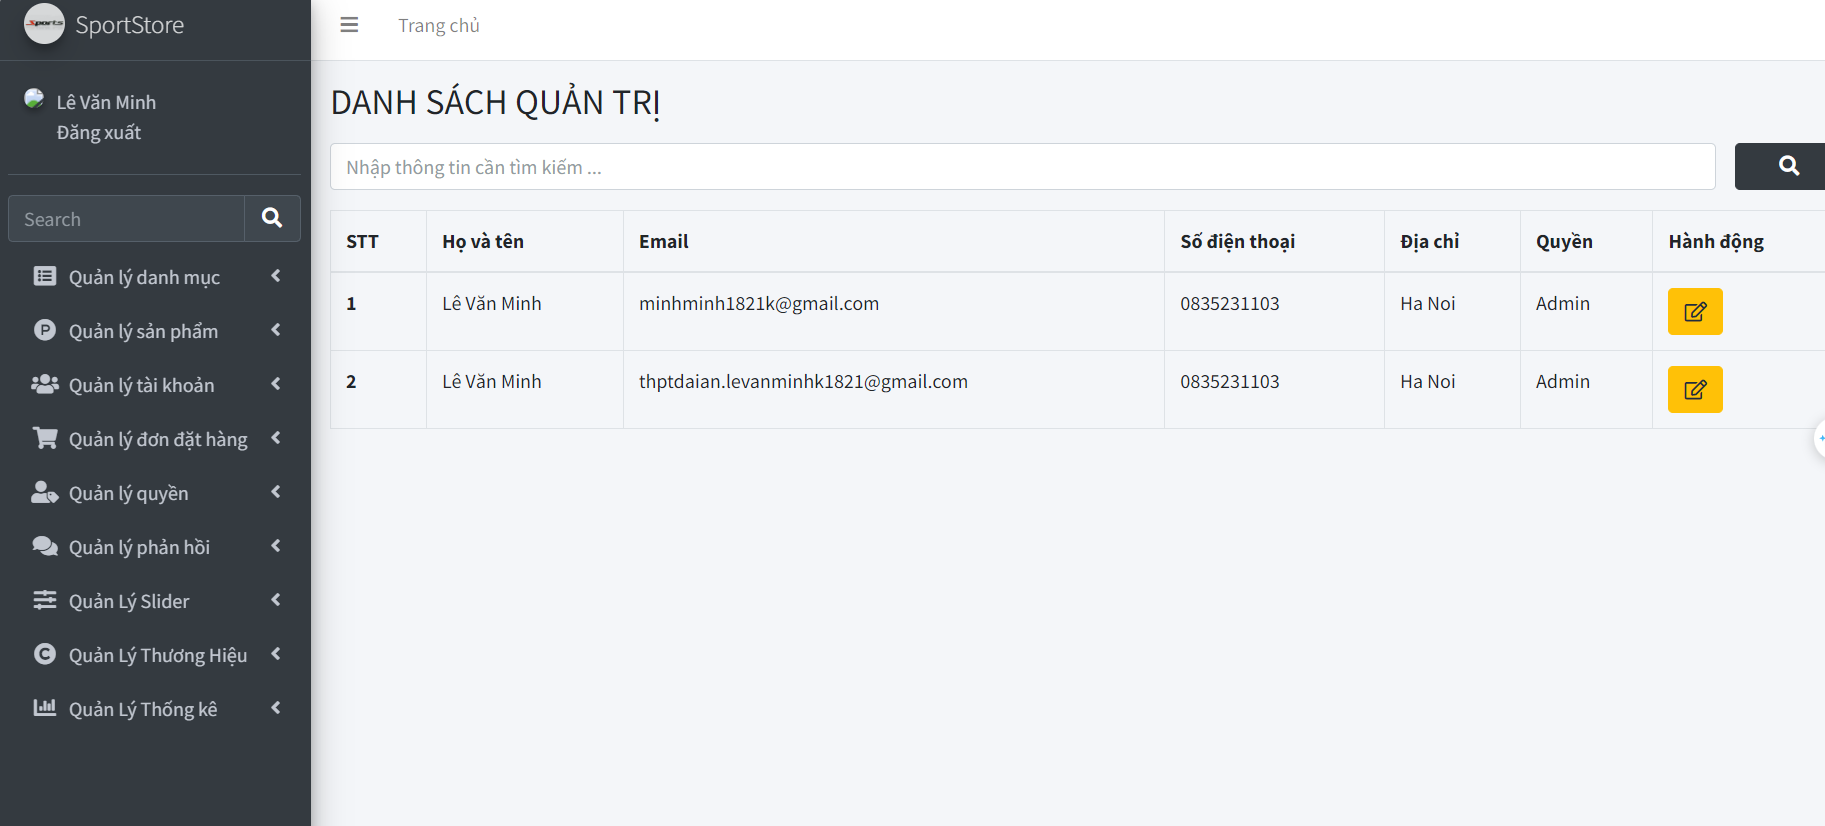 Sports
SportStore
Trang chủ
Lê Văn Minh
Đăng xuất
Search
Quản lý danh mục
Quản lý sản phẩm
Quản lý tài khoản
Quản lý đơn đặt hàng
Quản lý quyền
Quản lý phản hồi
Quản Lý Slider
Quản Lý Thương Hiệu
Quản Lý Thống kê
DANH SÁCH QUẢN TRỊ
Nhập thông tin cần tìm kiếm ...
STT Họ và tên Email Số điện thoại Địa chỉ Quyền Hành động
1 Lê Văn Minh minhminh1821k@gmail.com 0835231103 Ha Noi Admin
2 Lê Văn Minh thptdaian.levanminhk1821@gmail.com 0835231103 Ha Noi Admin